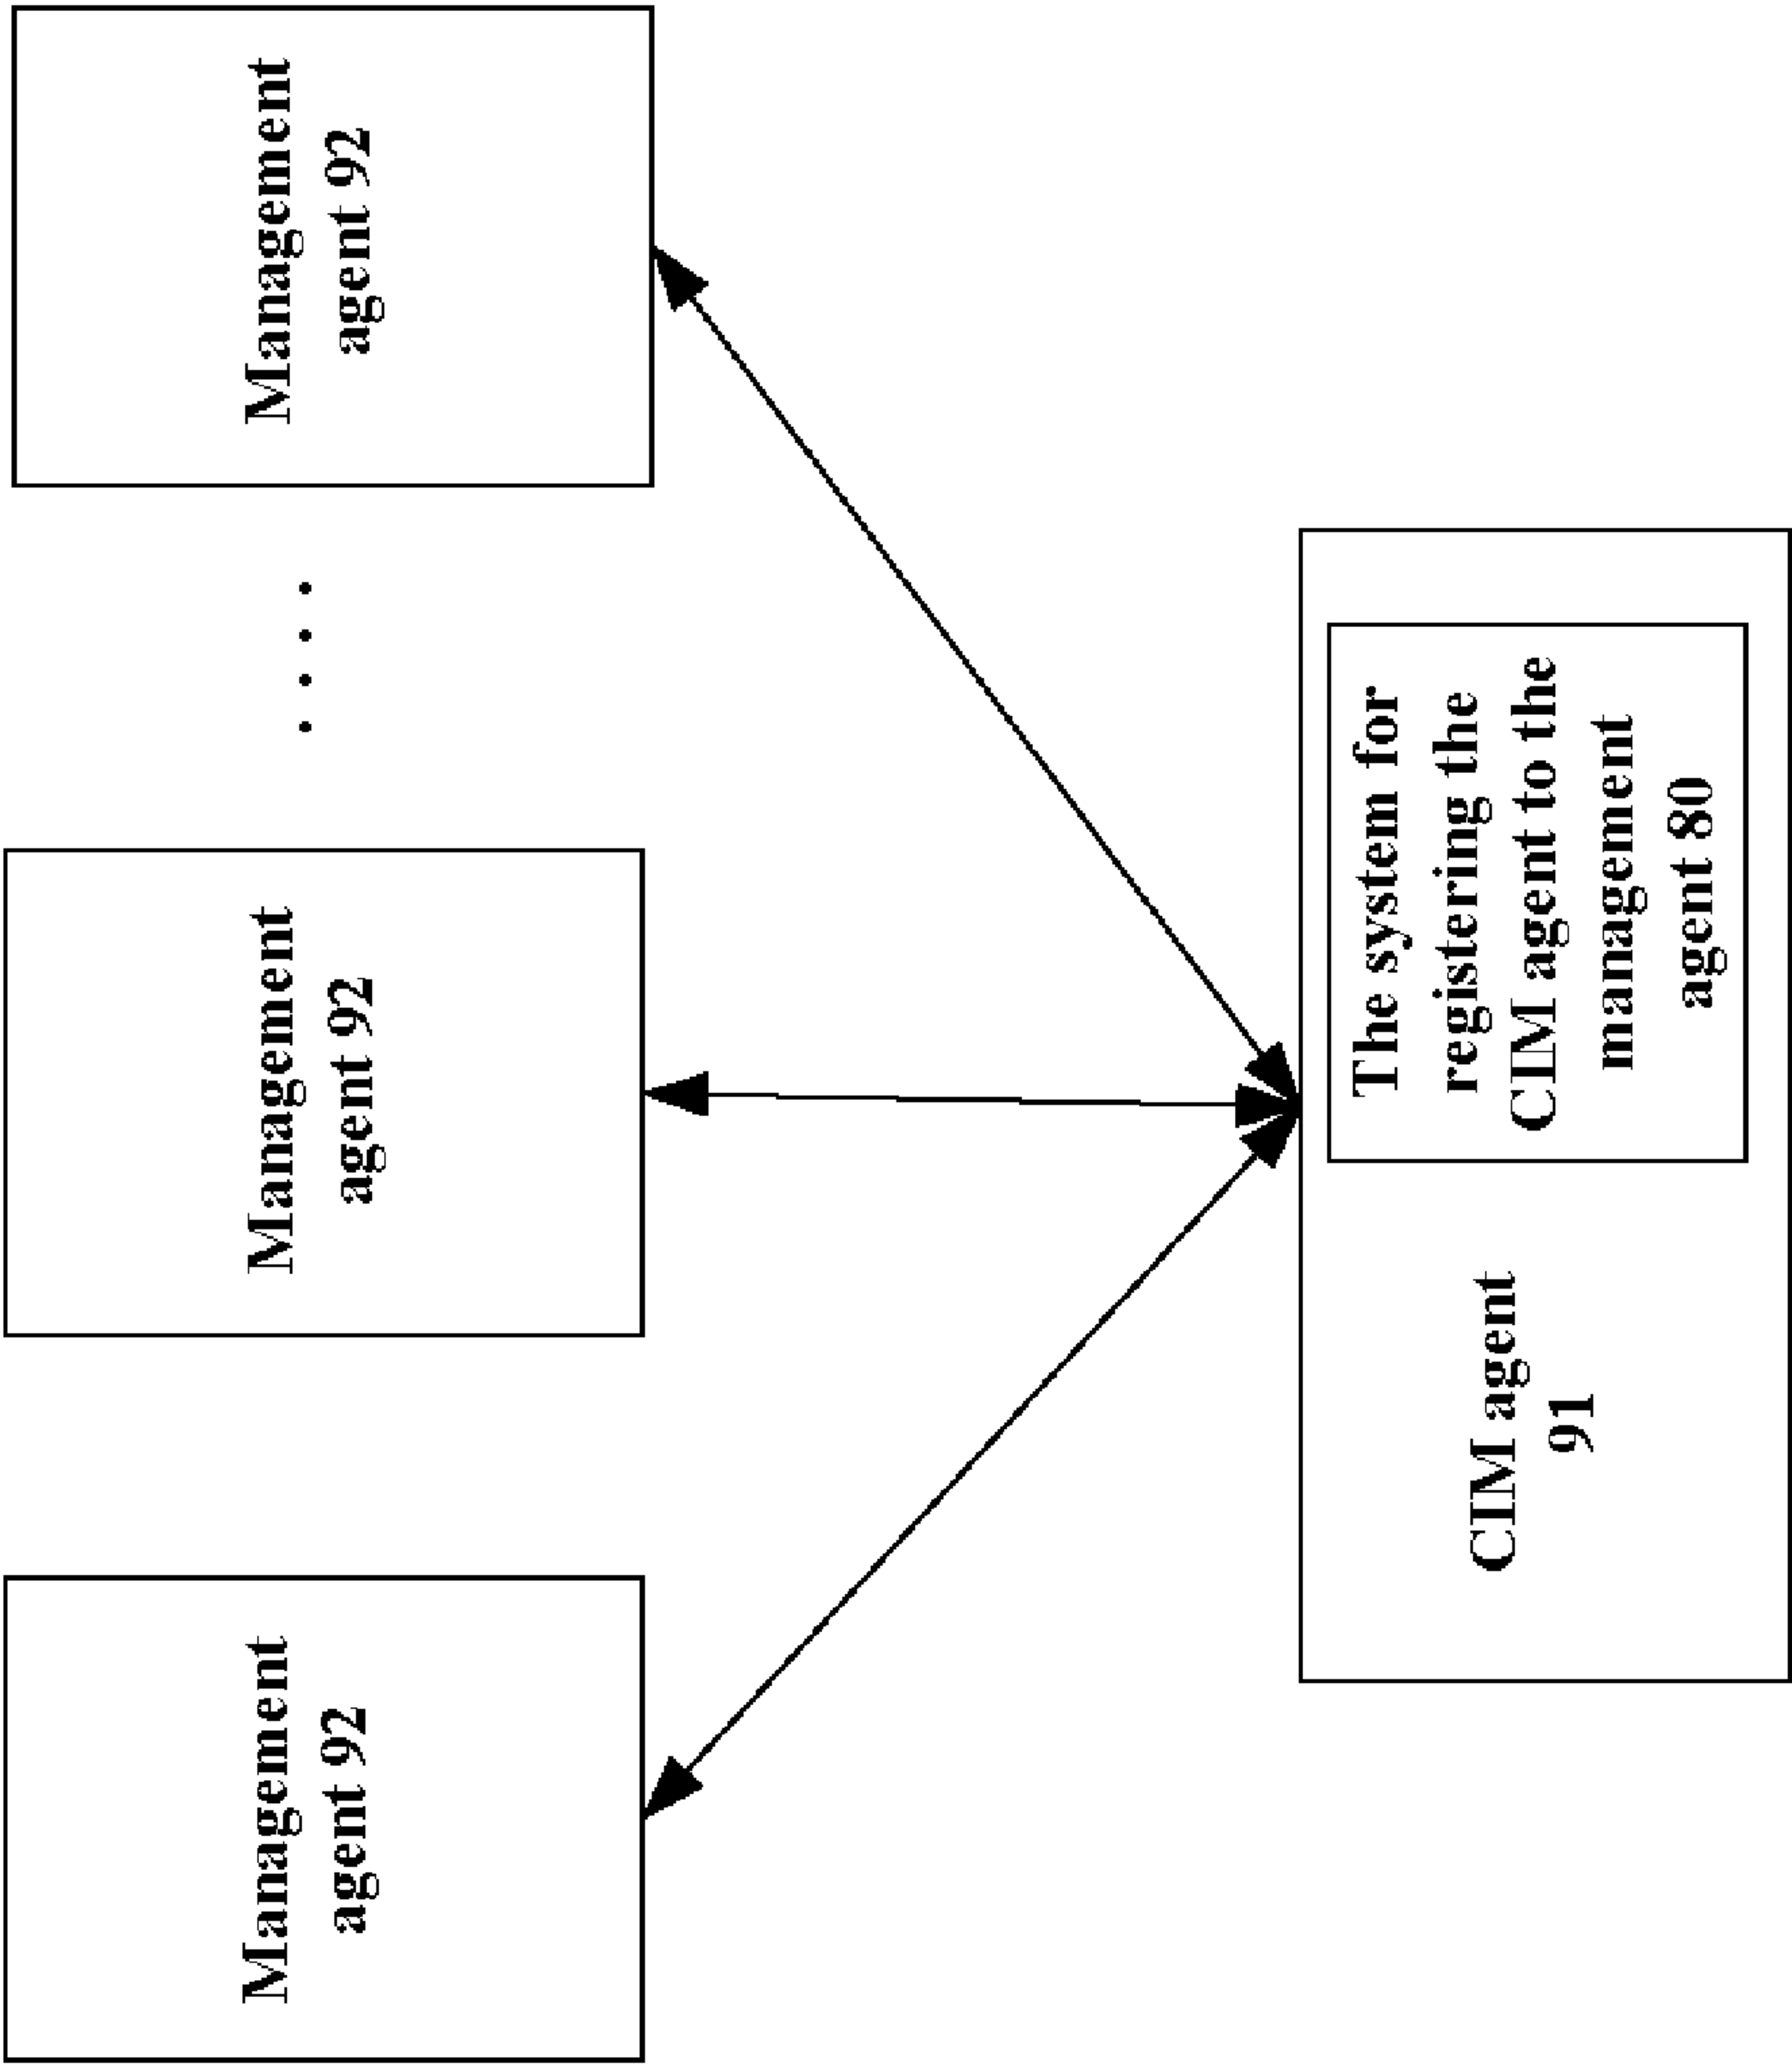 Management
agent 92
Management
agent 92
. . . .
Management
agent 92
CIM agent
91
The system for
registering the
CIM agent to the
management
agent 80